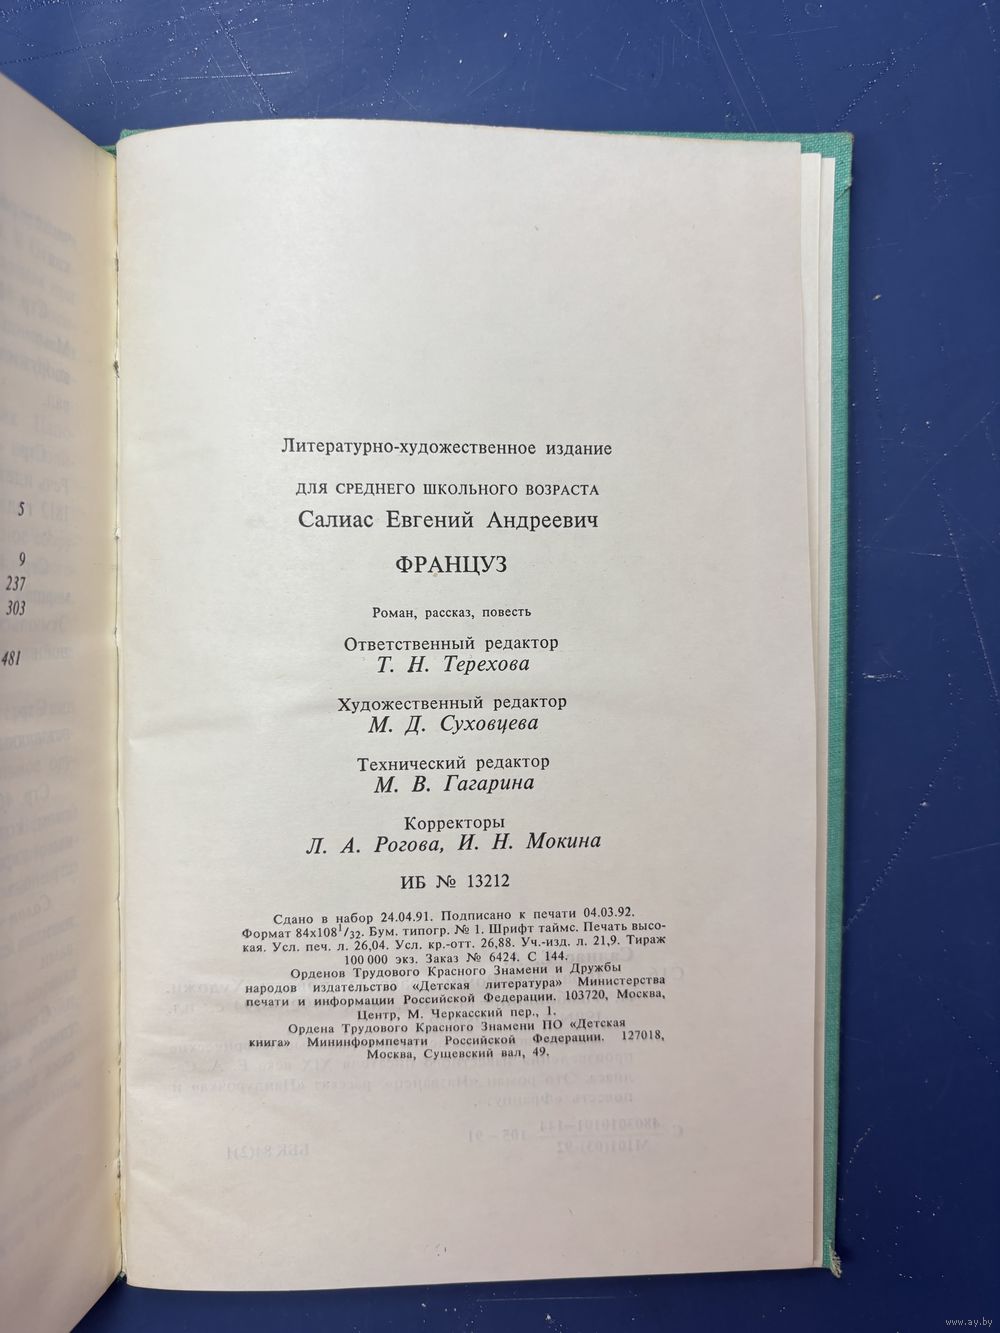 5
9
237
303
481
Литературно-художественное издание
ДЛЯ СРЕДНЕГО ШКОЛЬНОГО ВОЗРАСТА
Салиас Евгений Андреевич
ФРАНЦУЗ
Роман, рассказ, повесть
Ответственный редактор
Т. Н. Терехова
Художественный редактор
М. Д. Суховцева
Технический редактор
М. В. Гагарина
Корректоры
Л. А. Рогова, И. Н. Мокина
ИБ № 13212
Сдано в набор 24.04.91. Подписано к печати 04.03.92.
Формат 84х108¹/₃₂. Бум. типогр. № 1. Шрифт таймс. Печать высо-
кая. Усл. печ. л. 26,04. Усл. кр.-отт. 26,88. Уч.-изд. л. 21,9. Тираж
100 000 экз. Заказ № 6424. С 144.
Орденов Трудового Красного Знамени и Дружбы
народов издательство «Детская литература» Министерства
печати и информации Российской Федерации. 103720, Москва,
Центр, М. Черкасский пер., 1.
Ордена Трудового Красного Знамени ПО «Детская
книга» Мининформпечати Российской Федерации. 127018,
Москва, Сущевский вал, 49.
www.ay.by